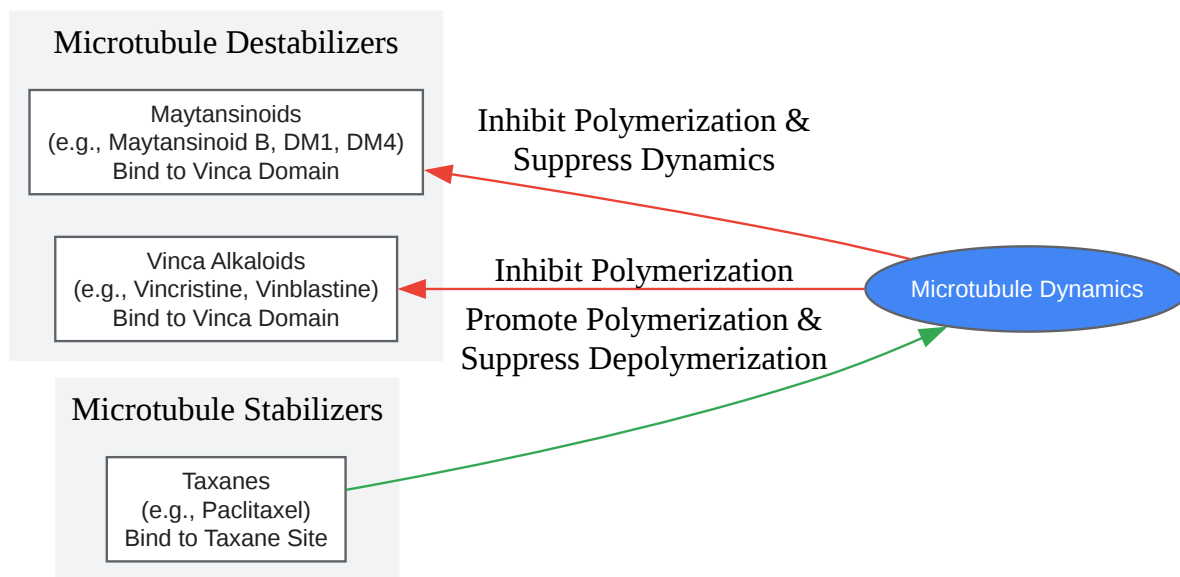 Microtubule Destabilizers
Maytansinoids
(e.g., Maytansinoid B, DM1, DM4)
Bind to Vinca Domain
Vinca Alkaloids
(e.g., Vincristine, Vinblastine)
Bind to Vinca Domain
Microtubule Stabilizers
Taxanes
(e.g., Paclitaxel)
Bind to Taxane Site
Inhibit Polymerization &
Suppress Dynamics
Inhibit Polymerization
Promote Polymerization &
Suppress Depolymerization
Microtubule Dynamics